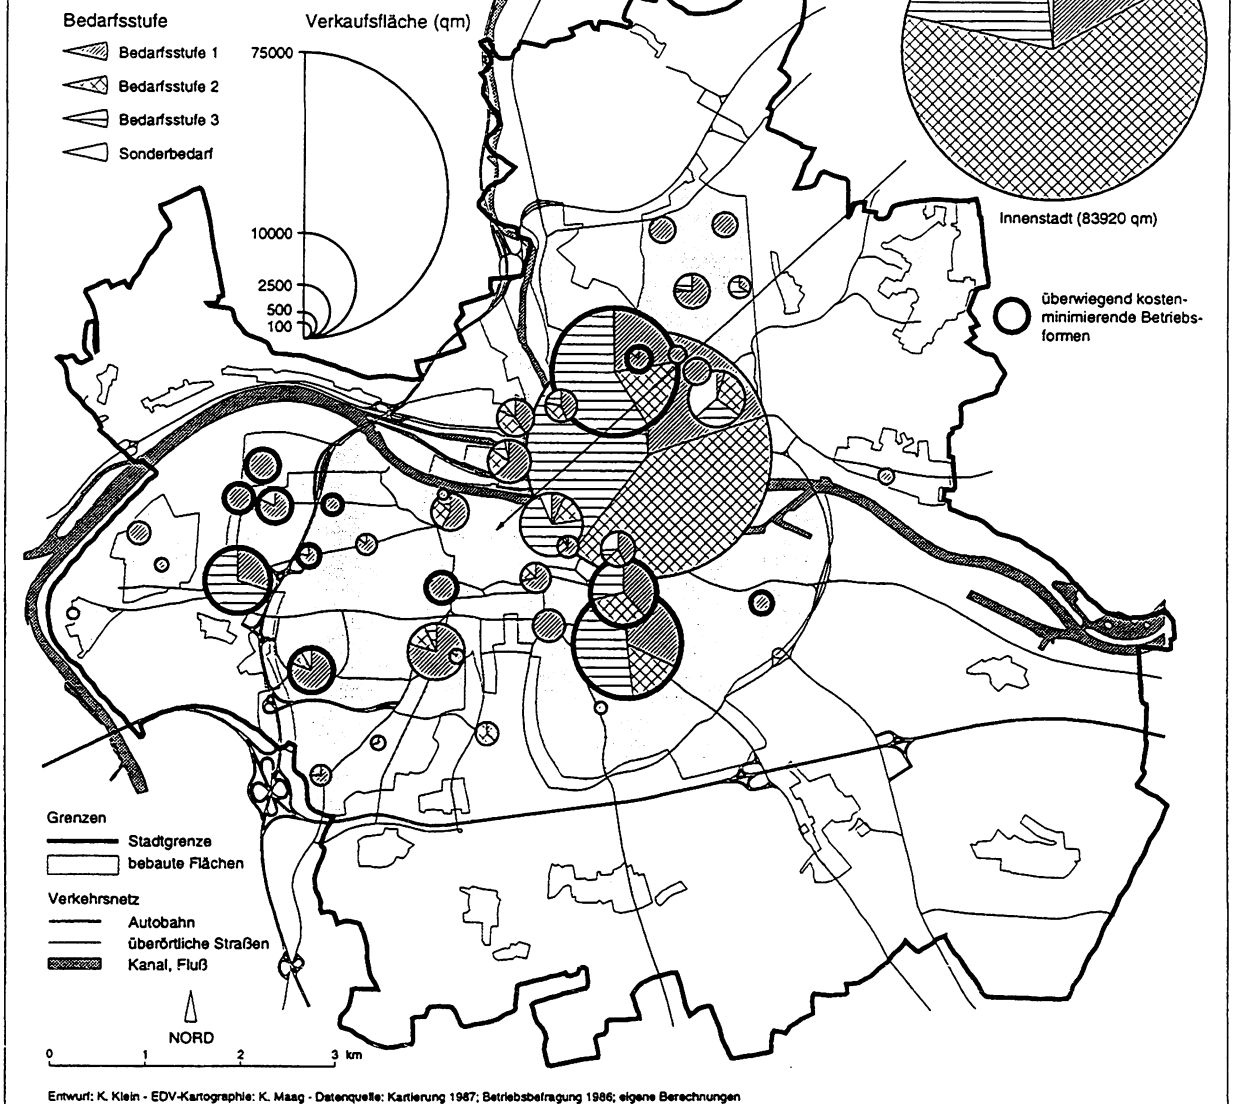 Bedarfsstufe
Bedarfsstufe 1
Bedarfsstufe 2
Bedarfsstufe 3
Sonderbedarf
Verkaufsfläche (qm)
75000
10000
2500
500
100
Innenstadt (83920 qm)
überwiegend kosten-
minimierende Betriebs-
formen
Grenzen
Stadtgrenze
bebaute Flächen
Verkehrsnetz
Autobahn
überörtliche Straßen
Kanal, Fluß
NORD
0 1 2 3 km
Entwurf: K. Klein - EDV-Kartographie: K. Maag - Datenquelle: Kartierung 1987; Betriebsbefragung 1986; eigene Berechnungen